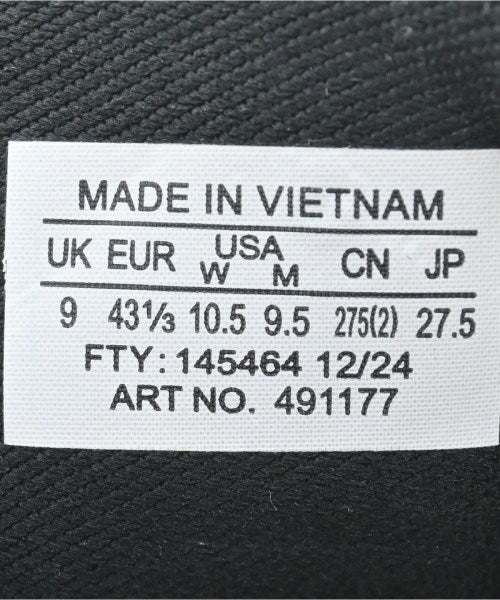 MADE IN VIETNAM
UK EUR USA W M CN JP
9 43⅓ 10.5 9.5 275(2) 27.5
FTY: 145464 12/24
ART NO. 491177